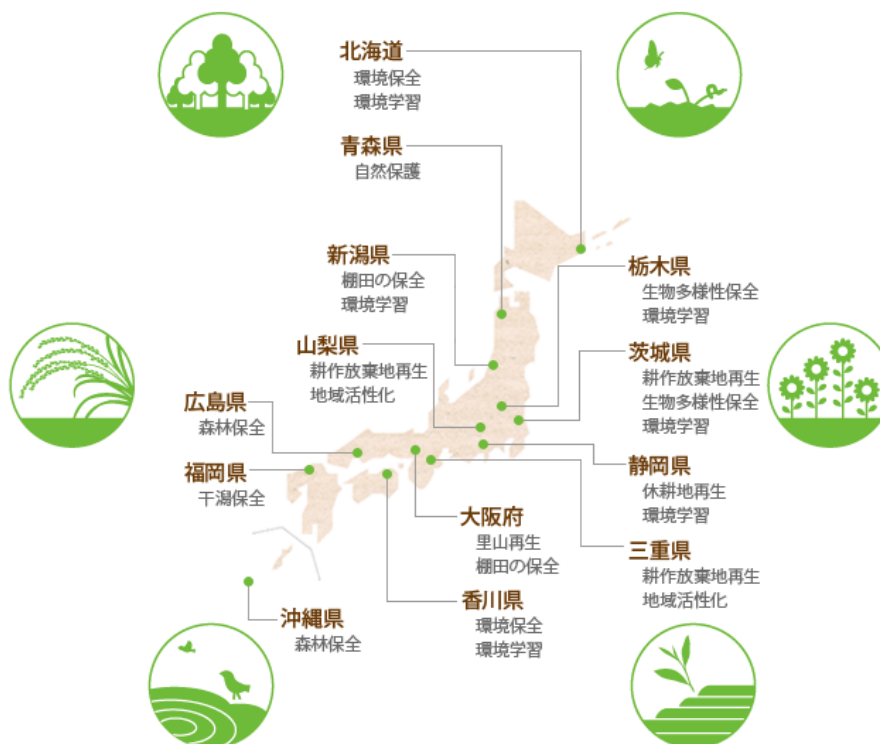 北海道
環境保全
環境学習
青森県
自然保護
新潟県
棚田の保全
環境学習
山梨県
耕作放棄地再生
地域活性化
広島県
森林保全
福岡県
干潟保全
沖縄県
森林保全
栃木県
生物多様性保全
環境学習
茨城県
耕作放棄地再生
生物多様性保全
環境学習
静岡県
休耕地再生
環境学習
三重県
耕作放棄地再生
地域活性化
大阪府
里山再生
棚田の保全
香川県
環境保全
環境学習